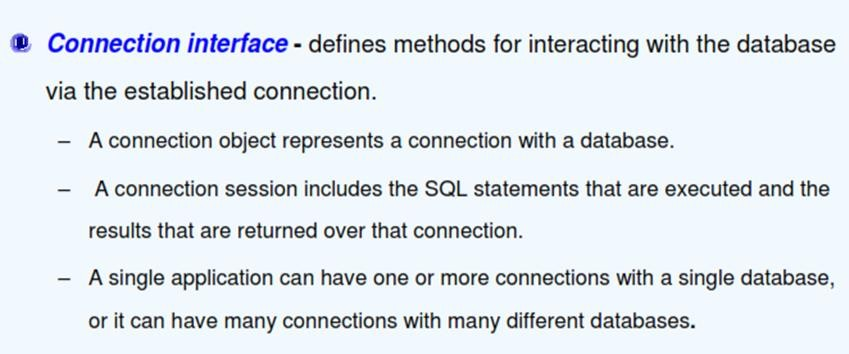 Connection interface - defines methods for interacting with the database
via the established connection.
– A connection object represents a connection with a database.
– A connection session includes the SQL statements that are executed and the
results that are returned over that connection.
– A single application can have one or more connections with a single database,
or it can have many connections with many different databases.